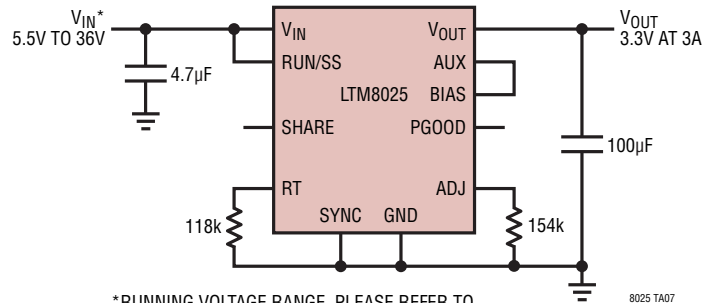 VIN*
5.5V TO 36V
4.7µF
VIN
RUN/SS
SHARE
RT
118k
LTM8025
SYNC GND
VOUT
AUX
BIAS
PGOOD
ADJ
154k
VOUT
3.3V AT 3A
100µF
*RUNNING VOLTAGE RANGE. PLEASE REFER TO
8025 TA07